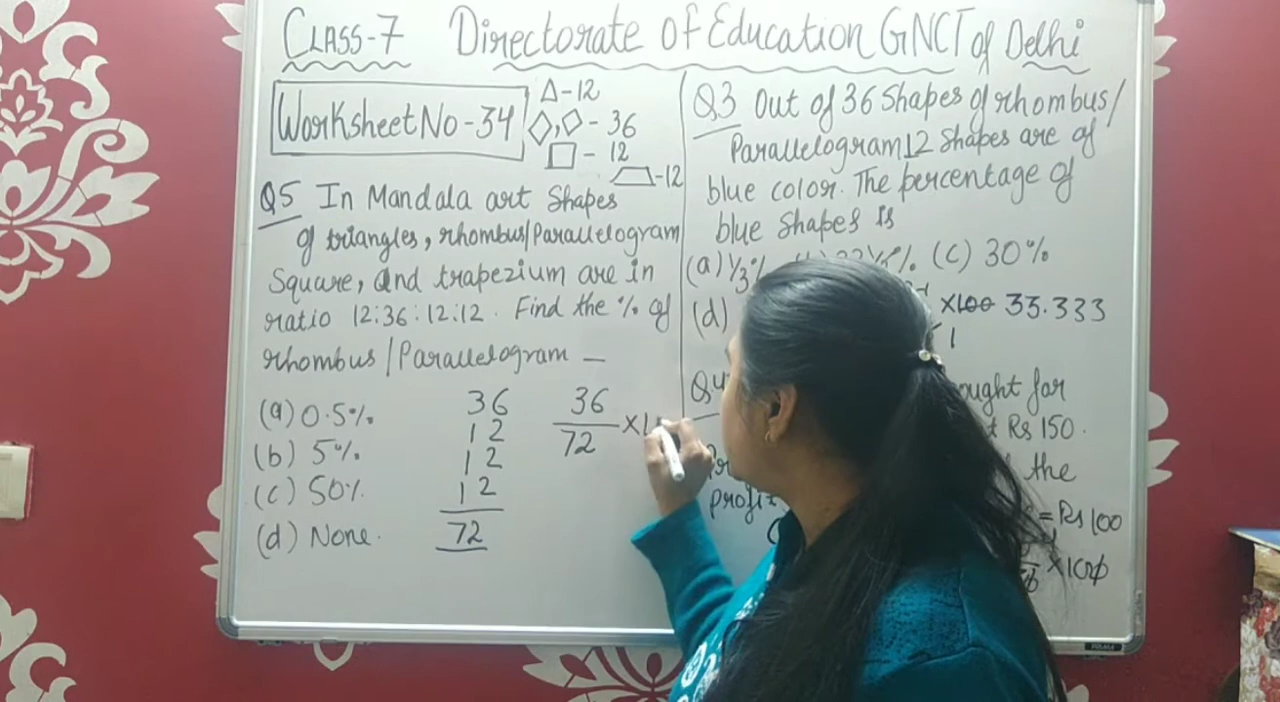 CLASS-7 Directorate of Education GNCT of Delhi
Worksheet No-34
△-12
◇,◇-36
□-12
⏢-12
Q5 In Mandala art Shapes
of triangles, rhombus/Parallelogram
Square, and trapezium are in
ratio 12:36:12:12. Find the % of
rhombus/Parallelogram –
(a) 0.5%
(b) 5%
(c) 50%
(d) None.
36
12
12
12
72
36
72
×1
Q3 Out of 36 Shapes of rhombus/
Parallelogram 12 Shapes are of
blue color. The percentage of
blue Shapes is
(a) 1/3% (c) 30%
(d) ×100 33.333
1
Q4 ought for
t Rs 150.
the
profit
= Rs 100
×100